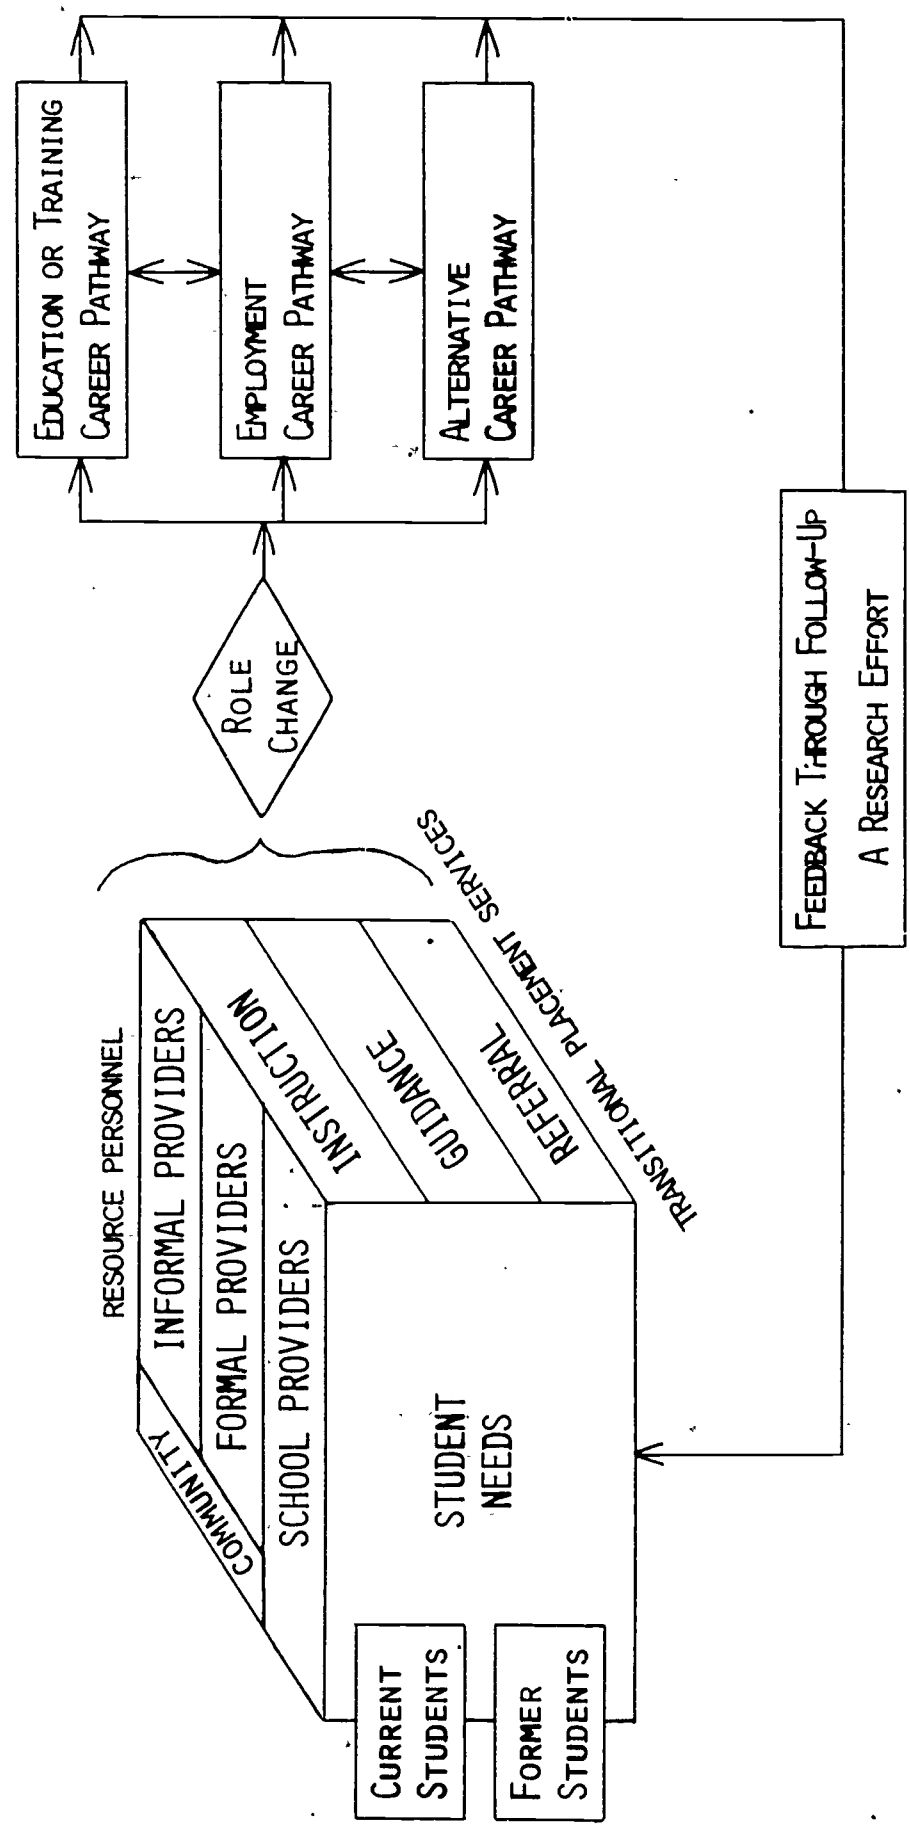 RESOURCE PERSONNEL
COMMUNITY
INFORMAL PROVIDERS
FORMAL PROVIDERS
SCHOOL PROVIDERS
INSTRUCTION
GUIDANCE
REFERRAL
TRANSITIONAL PLACEMENT SERVICES
STUDENT
NEEDS
CURRENT
STUDENTS
FORMER
STUDENTS
ROLE
CHANGE
EDUCATION OR TRAINING
CAREER PATHWAY
EMPLOYMENT
CAREER PATHWAY
ALTERNATIVE
CAREER PATHWAY
FEEDBACK THROUGH FOLLOW-UP
A RESEARCH EFFORT